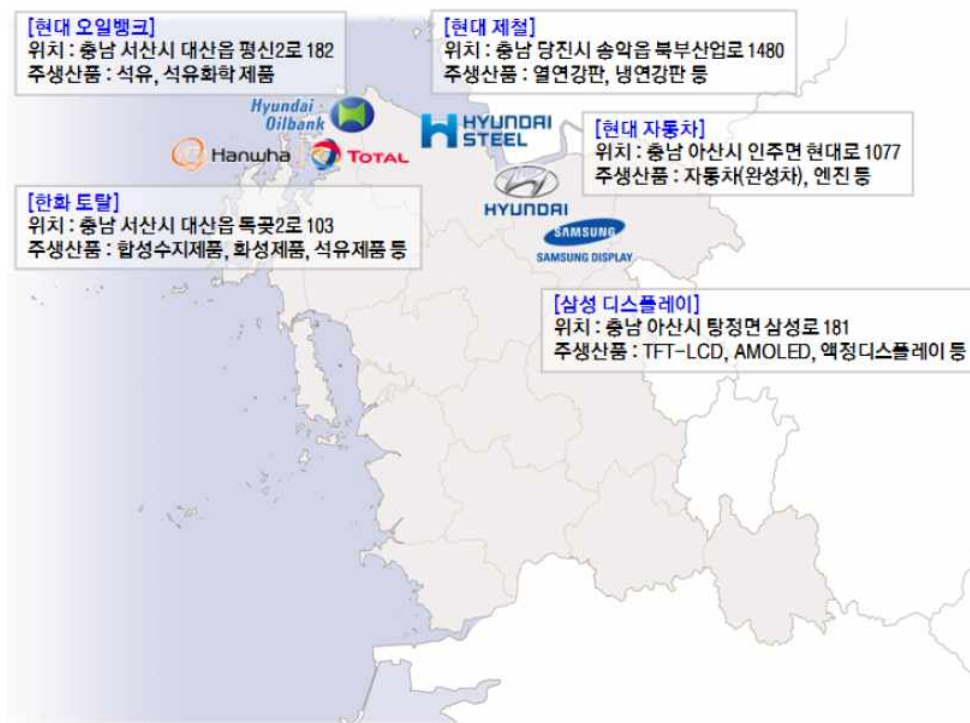 [현대 오일뱅크]
위치 : 충남 서산시 대산읍 평신2로 182
주생산품 : 석유, 석유화학 제품
[현대 제철]
위치 : 충남 당진시 송악읍 북부산업로 1480
주생산품 : 열연강판, 냉연강판 등
Hyundai
Oilbank
Hanwha
TOTAL
HYUNDAI
STEEL
[현대 자동차]
위치 : 충남 아산시 인주면 현대로 1077
주생산품 : 자동차(완성차), 엔진 등
HYUNDAI
[한화 토탈]
위치 : 충남 서산시 대산읍 독곶2로 103
주생산품 : 합성수지제품, 화성제품, 석유제품 등
SAMSUNG
SAMSUNG DISPLAY
[삼성 디스플레이]
위치 : 충남 아산시 탕정면 삼성로 181
주생산품 : TFT-LCD, AMOLED, 액정디스플레이 등